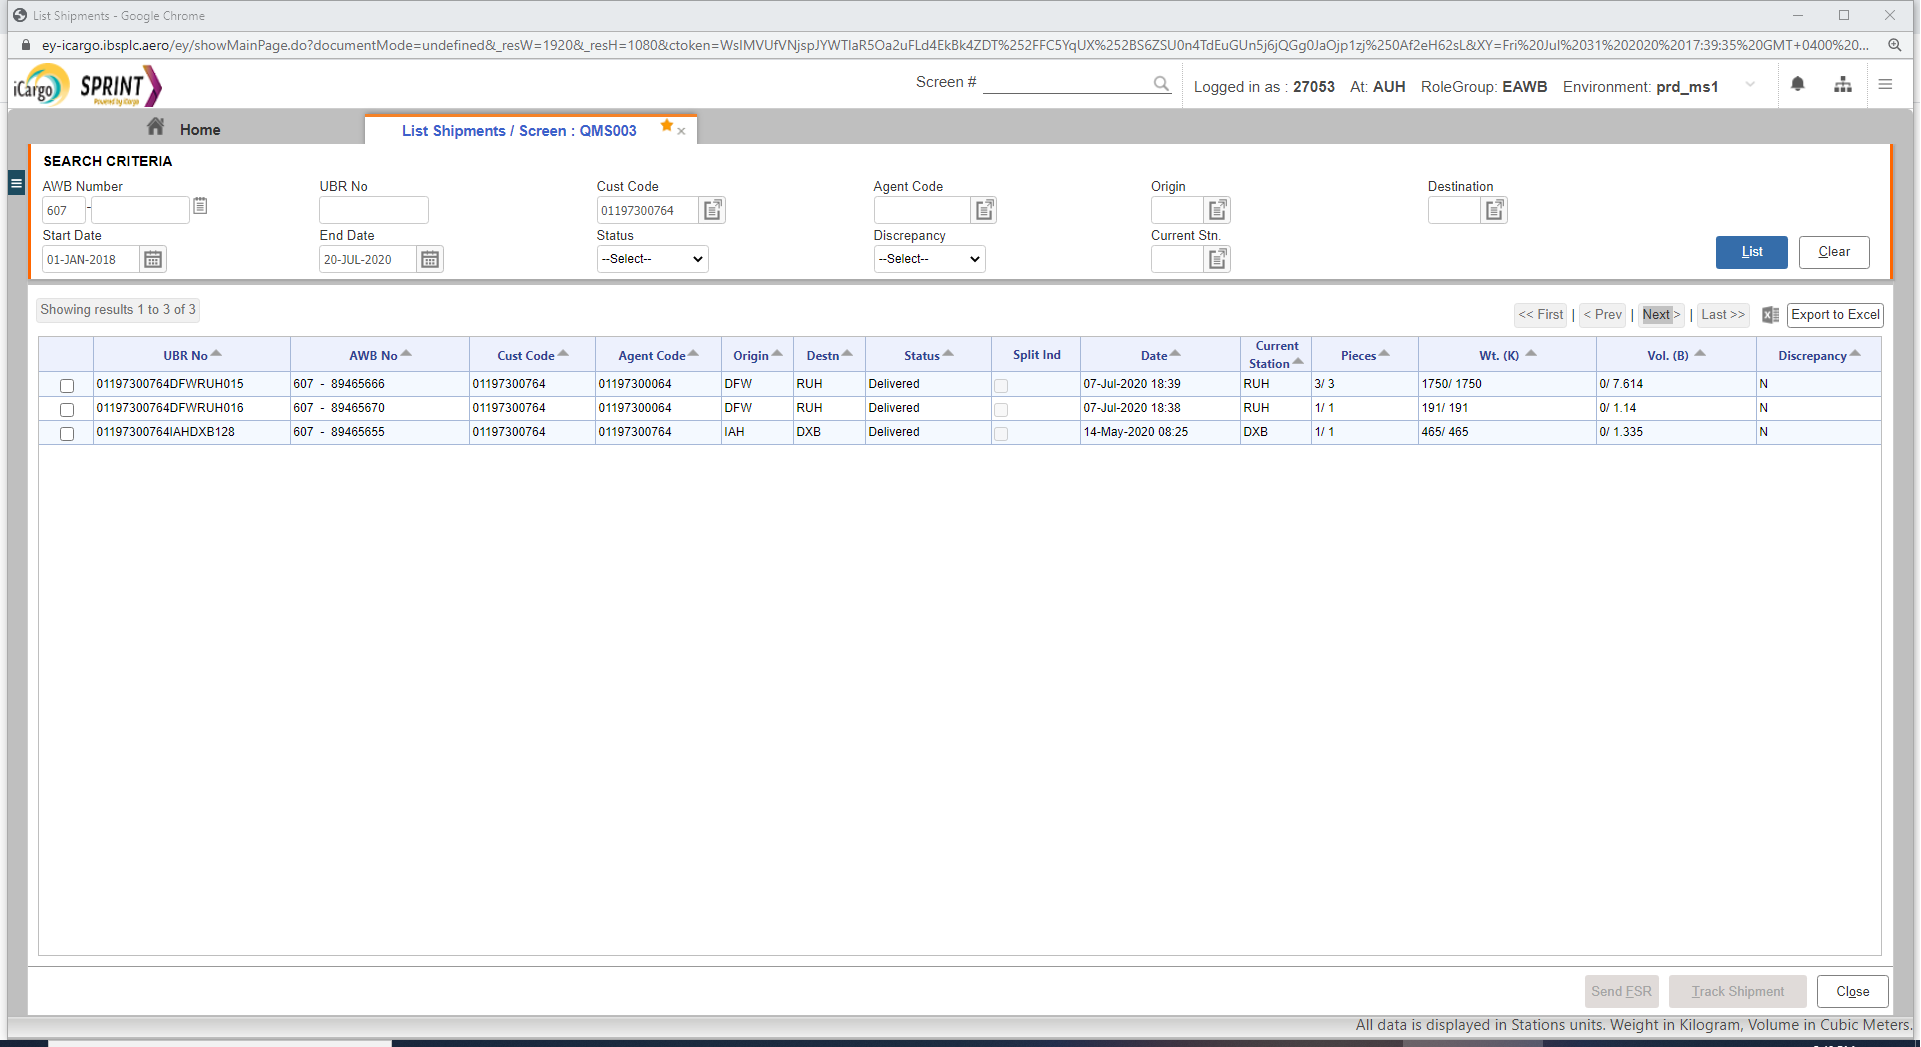 List Shipments - Google Chrome
ey-icargo.ibsplc.aero/ey/showMainPage.do?documentMode=undefined&_resW=1920&_resH=1080&ctoken=WsIMVUfVNjspJYWTIaR5Oa2uFLd4EkBk4ZDT%252FFC5YqUX%252BS6ZSU0n4TdEuGUn5j6jQGg0JaOjp1zj%250Af2eH62sL&XY=Fri%20Jul%2031%202020%2017:39:35%20GMT+0400%20...
iCargo SPRINT Powered by iCargo
Screen #
Logged in as : 27053 At: AUH RoleGroup: EAWB Environment: prd_ms1
Home
List Shipments / Screen : QMS003
SEARCH CRITERIA
AWB Number UBR No Cust Code Agent Code Origin Destination
607 - 01197300764
Start Date End Date Status Discrepancy Current Stn.
01-JAN-2018 20-JUL-2020 --Select-- --Select-- List Clear
Showing results 1 to 3 of 3
<< First | < Prev | Next > | Last >> Export to Excel
UBR No AWB No Cust Code Agent Code Origin Destn Status Split Ind Date Current Station Pieces Wt. (K) Vol. (B) Discrepancy
01197300764DFWRUH015 607 - 89465666 01197300764 01197300064 DFW RUH Delivered 07-Jul-2020 18:39 RUH 3/ 3 1750/ 1750 0/ 7.614 N
01197300764DFWRUH016 607 - 89465670 01197300764 01197300064 DFW RUH Delivered 07-Jul-2020 18:38 RUH 1/ 1 191/ 191 0/ 1.14 N
01197300764IAHDXB128 607 - 89465655 01197300764 01197300764 IAH DXB Delivered 14-May-2020 08:25 DXB 1/ 1 465/ 465 0/ 1.335 N
Send FSR Track Shipment Close
All data is displayed in Stations units. Weight in Kilogram, Volume in Cubic Meters.